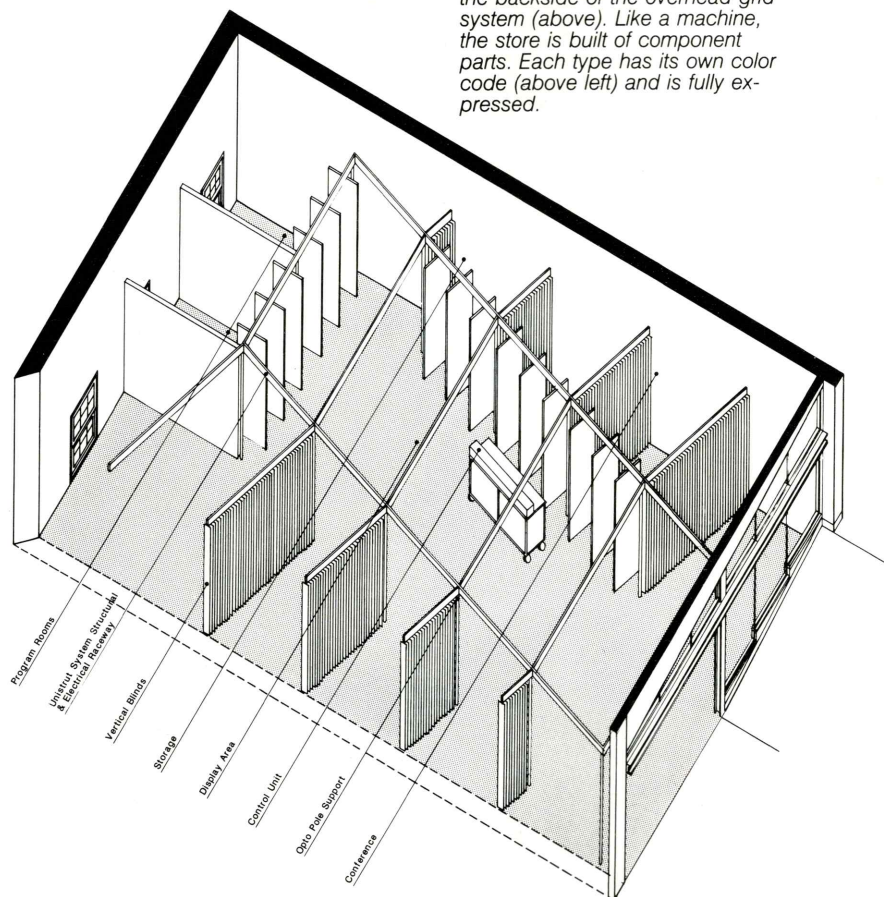 the backside of the overhead grid
system (above). Like a machine,
the store is built of component
parts. Each type has its own color
code (above left) and is fully ex-
pressed.
Program Rooms
Unistrut System Structural
& Electrical Raceway
Vertical Blinds
Storage
Display Area
Control Unit
Opto Pole Support
Conference